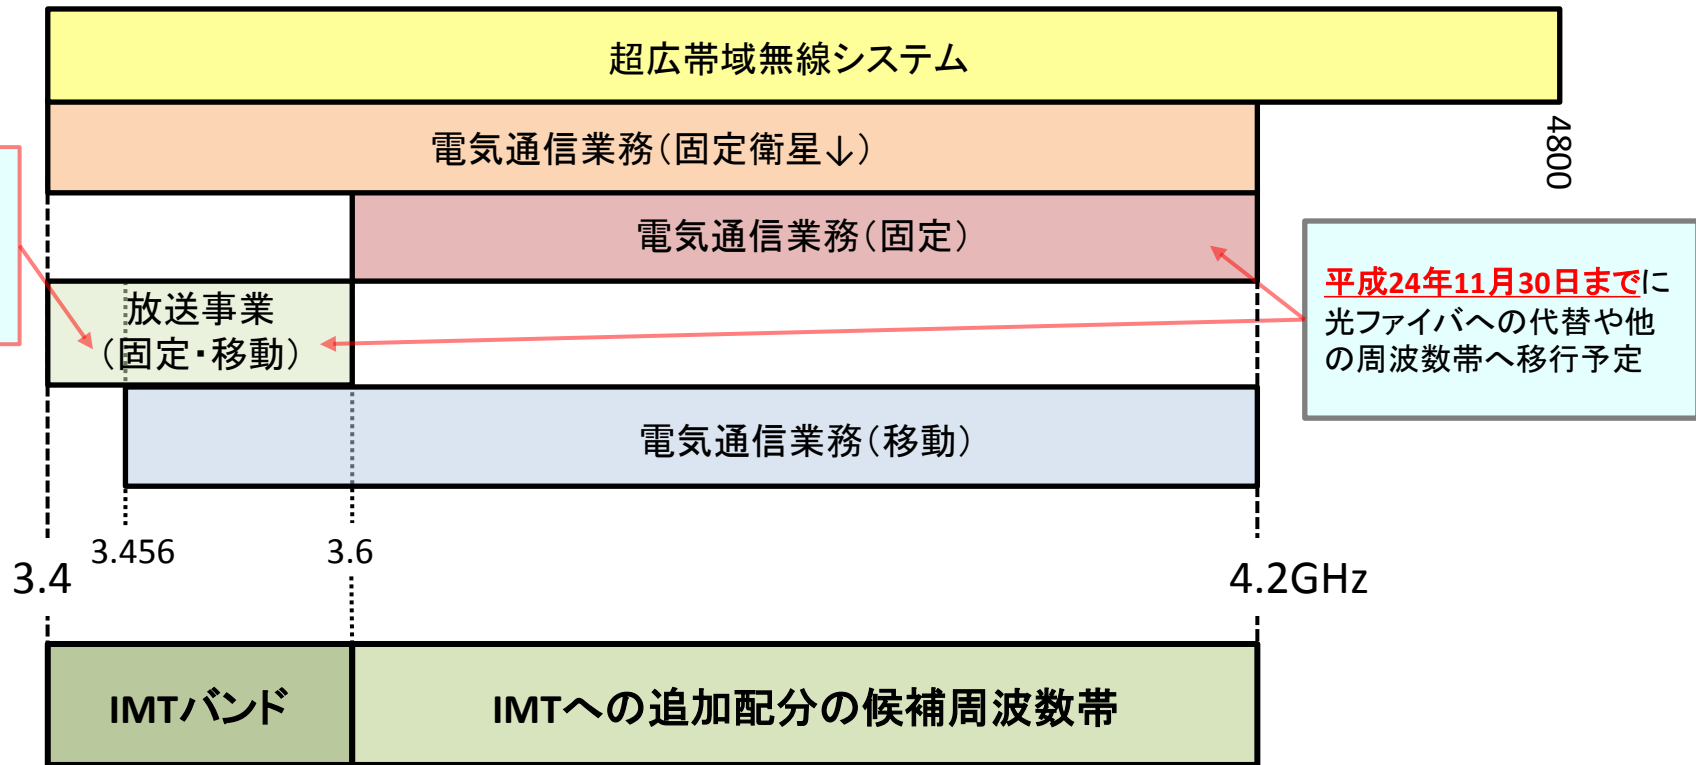 超広帯域無線システム
電気通信業務(固定衛星↓)
4800
電気通信業務(固定)
放送事業
(固定・移動)
平成24年11月30日までに
光ファイバへの代替や他
の周波数帯へ移行予定
電気通信業務(移動)
3.456
3.6
3.4
4.2GHz
IMTバンド
IMTへの追加配分の候補周波数帯